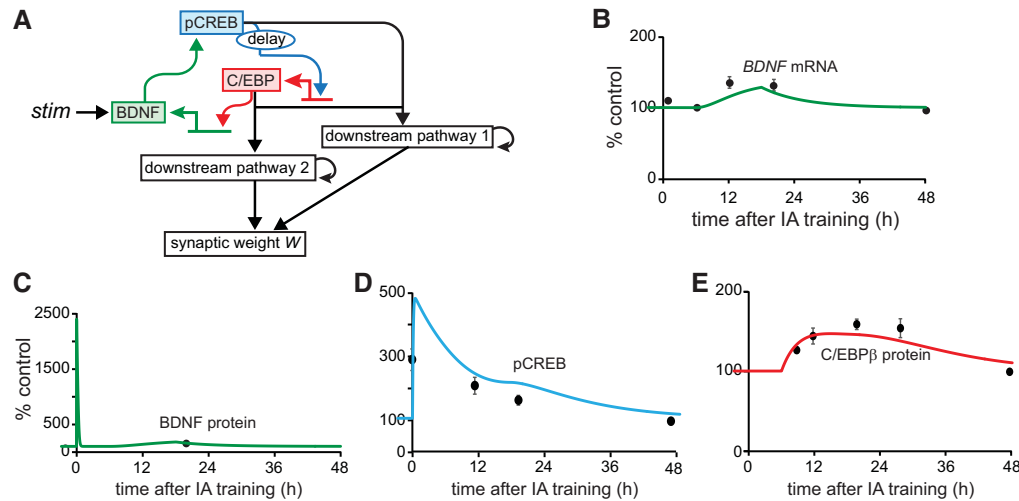 A
pCREB
delay
C/EBP
stim
BDNF
downstream pathway 1
downstream pathway 2
synaptic weight W
B
200
100
0
% control
BDNF mRNA
0 12 24 36 48
time after IA training (h)
C
2500
1500
500
0
% control
BDNF protein
0 12 24 36 48
time after IA training (h)
D
500
300
100
0
pCREB
0 12 24 36 48
time after IA training (h)
E
200
100
0
C/EBPβ protein
0 12 24 36 48
time after IA training (h)